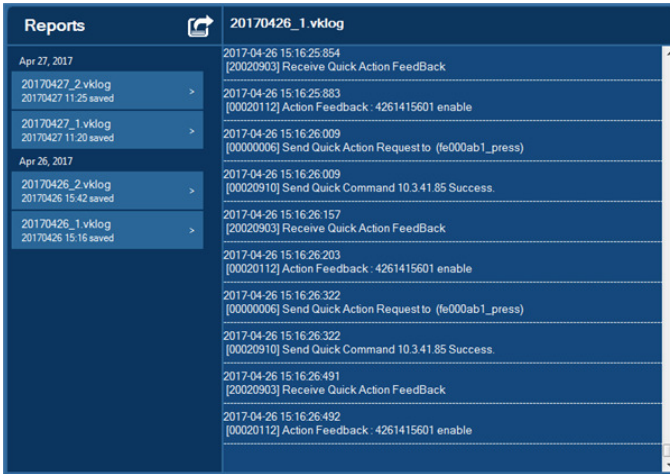 Reports
20170426_1.vklog
Apr 27, 2017
20170427_2.vklog
20170427 11:25 saved
>
20170427_1.vklog
20170427 11:20 saved
>
Apr 26, 2017
20170426_2.vklog
20170426 15:42 saved
>
20170426_1.vklog
20170426 15:16 saved
>
2017-04-26 15:16:25:854
[20020903] Receive Quick Action FeedBack
2017-04-26 15:16:25:883
[00020112] Action Feedback : 4261415601 enable
2017-04-26 15:16:26:009
[00000006] Send Quick Action Request to (fe000ab1_press)
2017-04-26 15:16:26:009
[00020910] Send Quick Command 10.3.41.85 Success.
2017-04-26 15:16:26:157
[20020903] Receive Quick Action FeedBack
2017-04-26 15:16:26:203
[00020112] Action Feedback : 4261415601 enable
2017-04-26 15:16:26:322
[00000006] Send Quick Action Request to (fe000ab1_press)
2017-04-26 15:16:26:322
[00020910] Send Quick Command 10.3.41.85 Success.
2017-04-26 15:16:26:491
[20020903] Receive Quick Action FeedBack
2017-04-26 15:16:26:492
[00020112] Action Feedback : 4261415601 enable